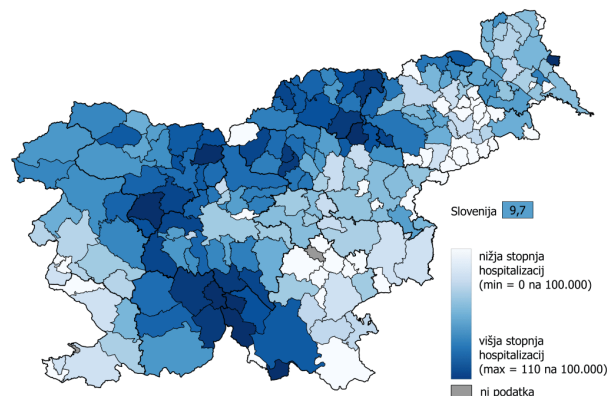 Slovenija 9,7
nižja stopnja
hospitalizacij
(min = 0 na 100.000)
višja stopnja
hospitalizacij
(max = 110 na 100.000)
ni podatka